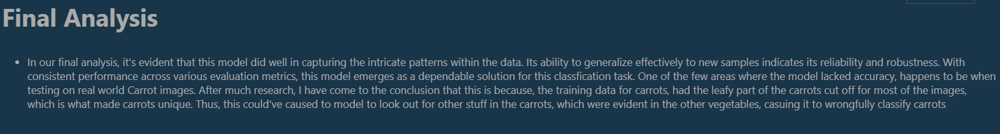 Final Analysis
• In our final analysis, it's evident that this model did well in capturing the intricate patterns within the data. Its ability to generalize effectively to new samples indicates its reliability and robustness. With
consistent performance across various evaluation metrics, this model emerges as a dependable solution for this classfication task. One of the few areas where the model lacked accuracy, happens to be when
testing on real world Carrot images. After much research, I have come to the conclusion that this is because, the training data for carrots, had the leafy part of the carrots cut off for most of the images,
which is what made carrots unique. Thus, this could've caused to model to look out for other stuff in the carrots, which were evident in the other vegetables, casuing it to wrongfully classify carrots